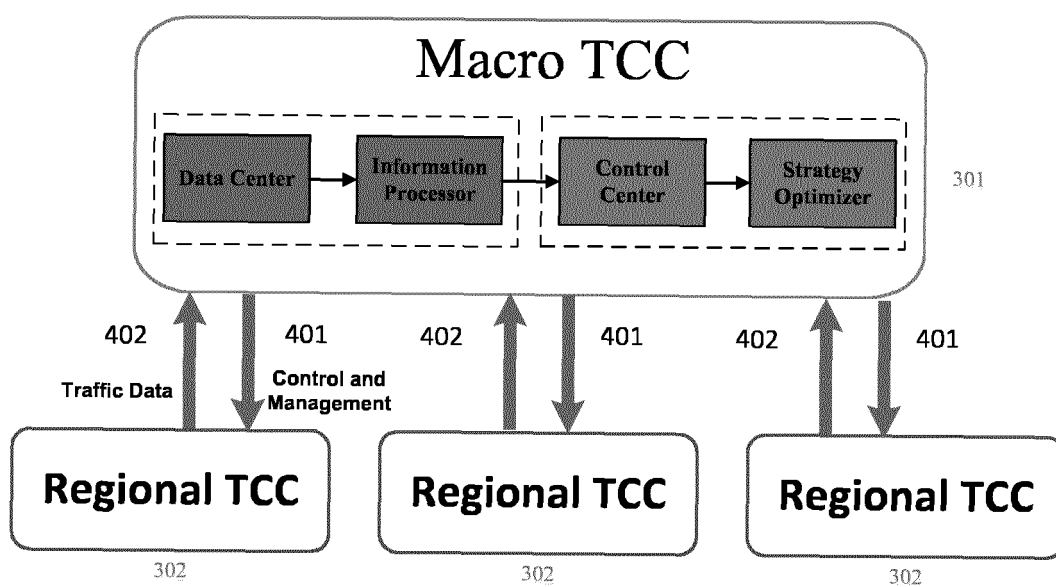 Macro TCC
Data Center
Information
Processor
Control
Center
Strategy
Optimizer
301
402
401
402
401
402
401
Traffic Data
Control and
Management
Regional TCC
Regional TCC
Regional TCC
302
302
302